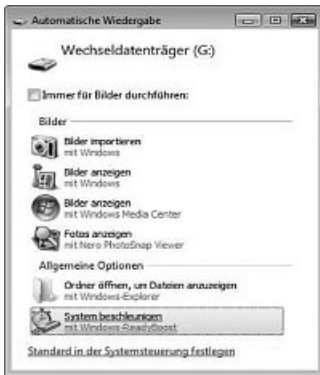 Automatische Wiedergabe
Wechseldatenträger (G:)
Immer für Bilder durchführen:
Bilder
Bilder importieren
mit Windows
Bilder anzeigen
mit Windows
Bilder anzeigen
mit Windows Media Center
Fotos anzeigen
mit Nero PhotoSnap Viewer
Allgemeine Optionen
Ordner öffnen, um Dateien anzuzeigen
mit Windows-Explorer
System beschleunigen
mit Windows-ReadyBoost
Standard in der Systemsteuerung festlegen